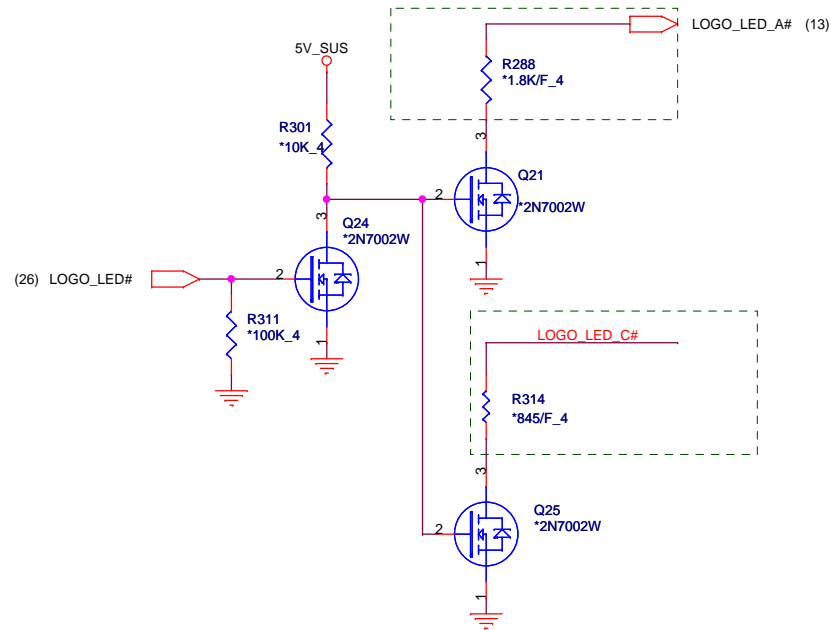 LOGO_LED_A# (13)
5V_SUS
R288
*1.8K/F_4
R301
*10K_4
3
Q21
2
*2N7002W
3
Q24
*2N7002W
1
(26) LOGO_LED#
2
R311
*100K_4
1
LOGO_LED_C#
R314
*845/F_4
3
Q25
*2N7002W
2
1